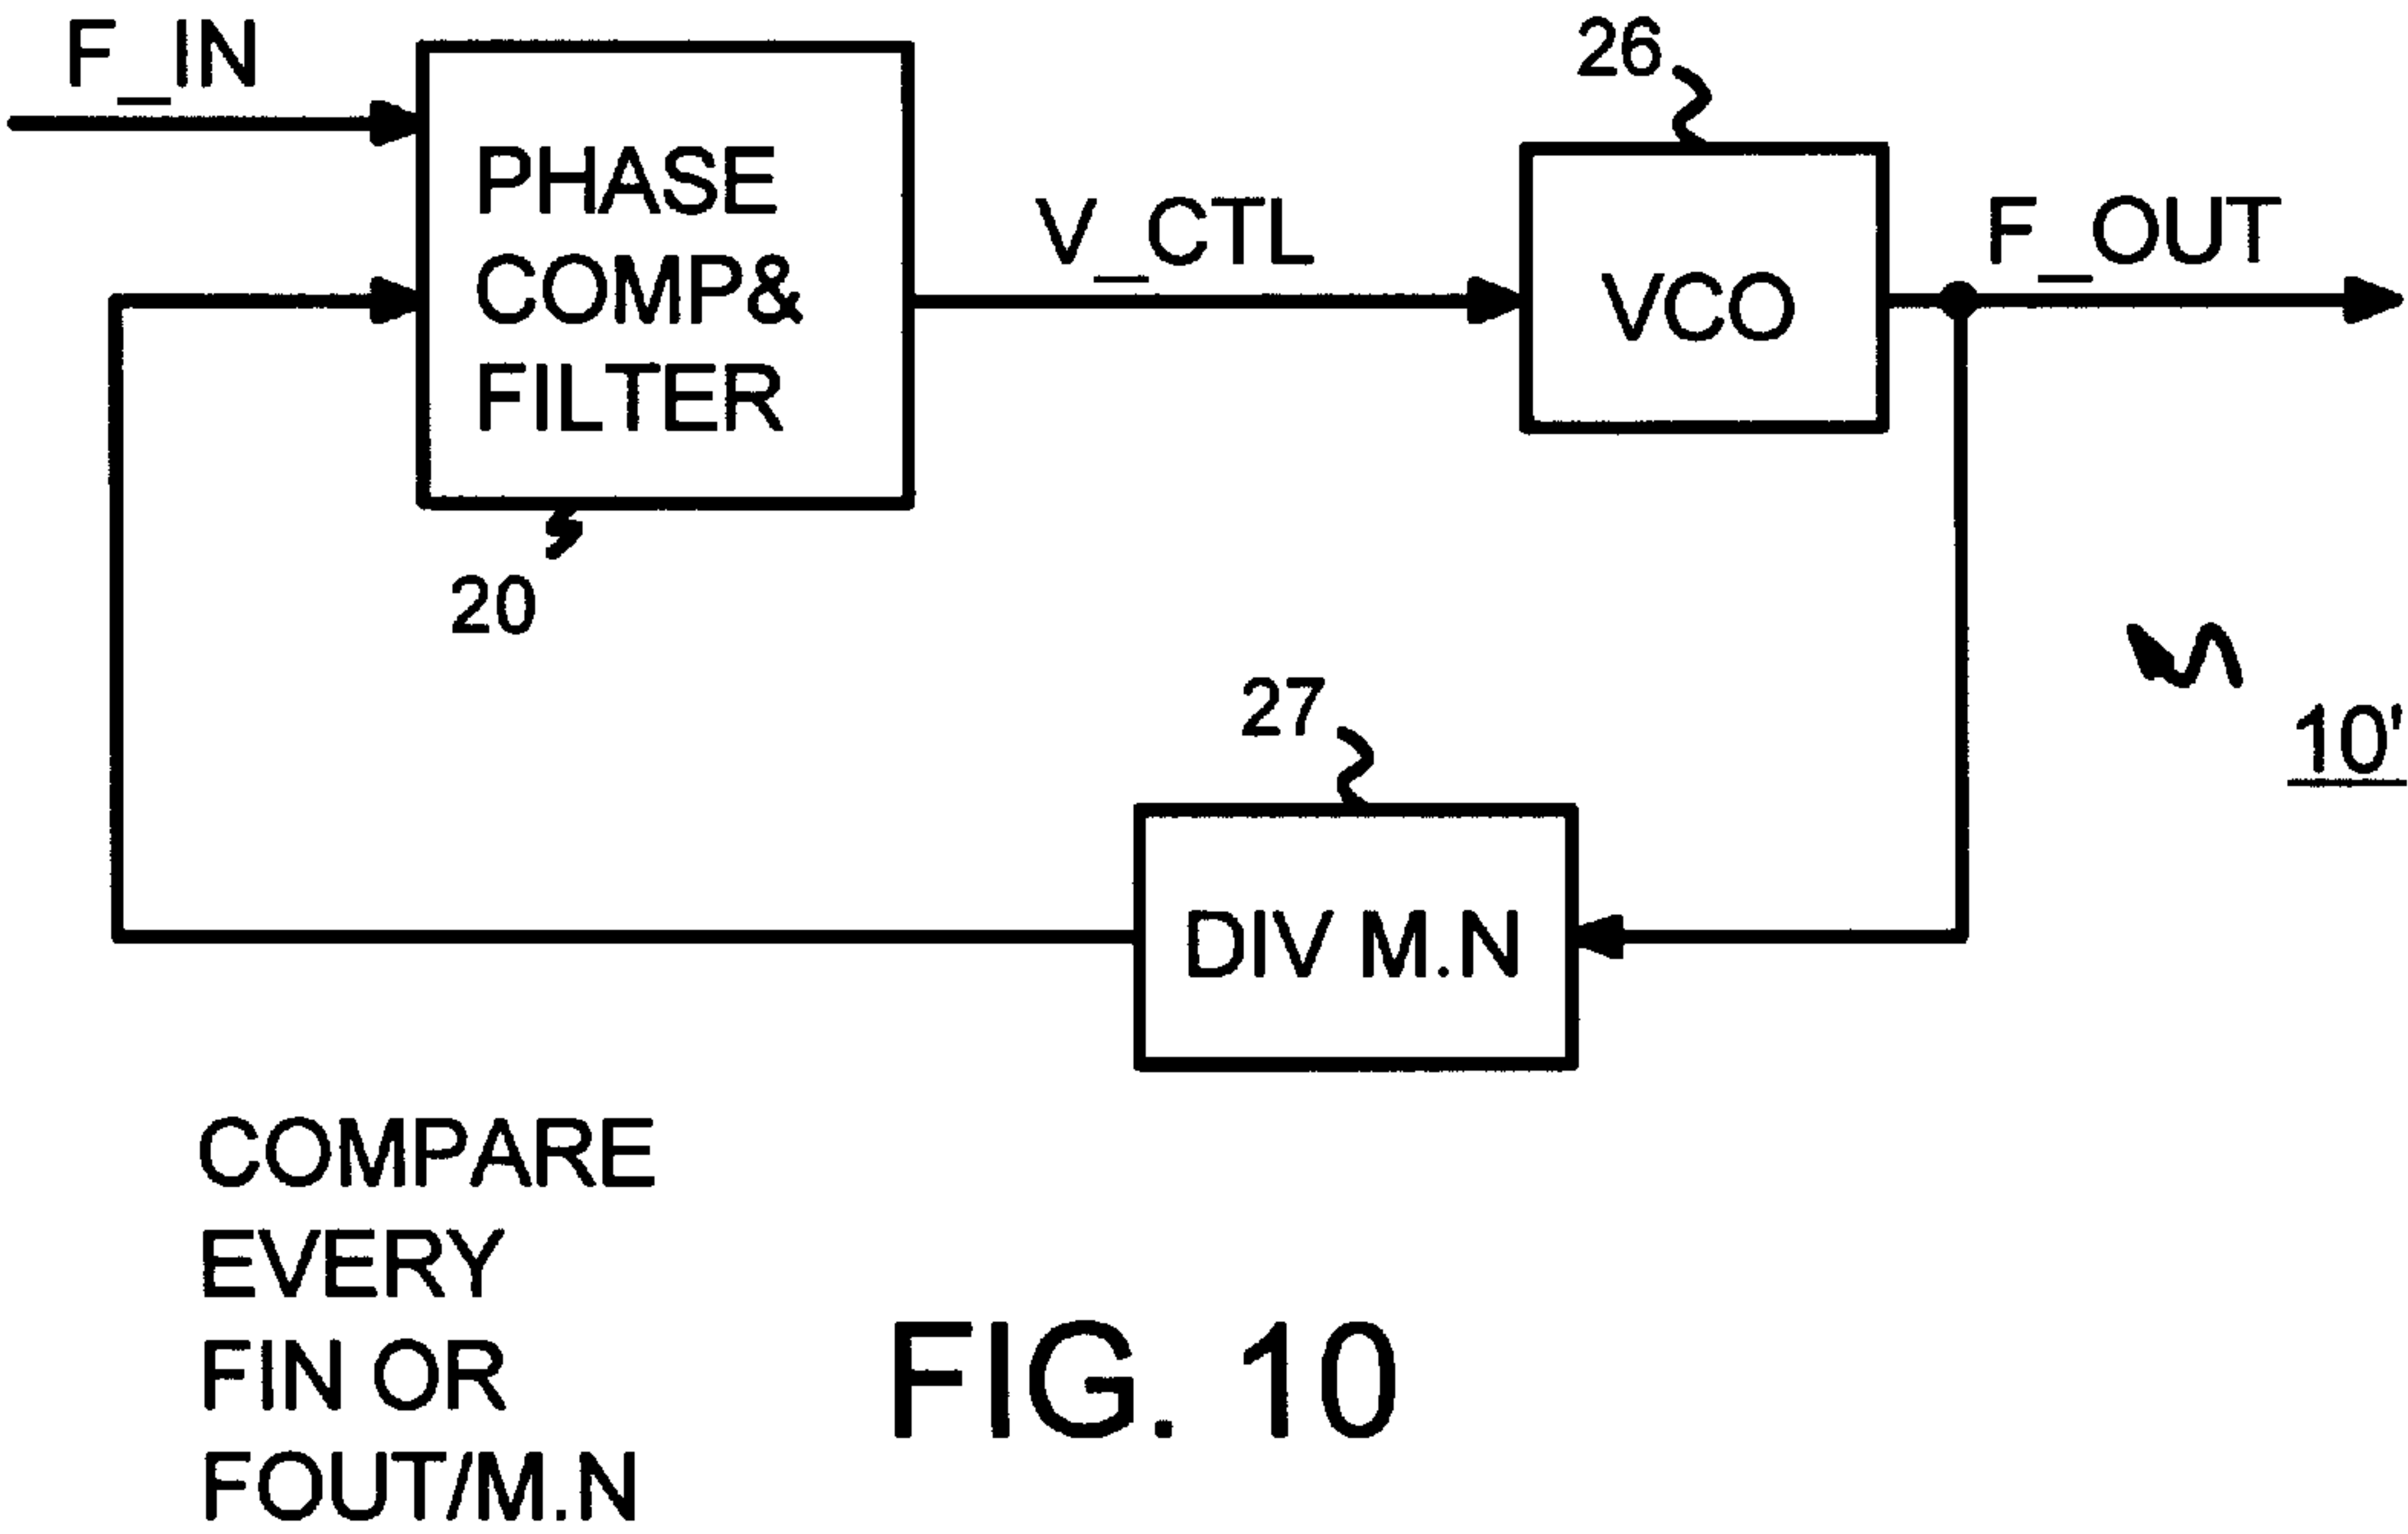 F_IN
PHASE
COMP&
FILTER
20
V_CTL
26
VCO
F_OUT
27
DIV M.N
10'
COMPARE
EVERY
FIN OR
FOUT/M.N
FIG. 10